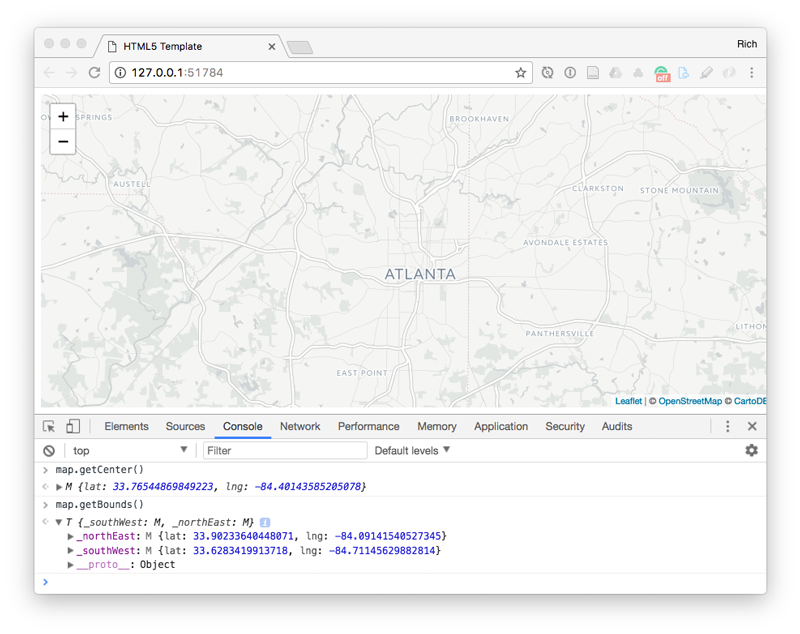 HTML5 Template
Rich
127.0.0.1:51784
off
+
−
SPRINGS
BROOKHAVEN
AUSTELL
CLARKSTON
STONE MOUNTAIN
AVONDALE ESTATES
ATLANTA
PANTHERSVILLE
LITHON
EAST POINT
Leaflet | © OpenStreetMap © CartoDB
Elements Sources Console Network Performance Memory Application Security Audits
top Filter Default levels
map.getCenter()
M {lat: 33.76544869849223, lng: -84.40143585205078}
map.getBounds()
T {_southWest: M, _northEast: M}
_northEast: M {lat: 33.90233640448071, lng: -84.09141540527345}
_southWest: M {lat: 33.6283419913718, lng: -84.71145629882814}
__proto__: Object